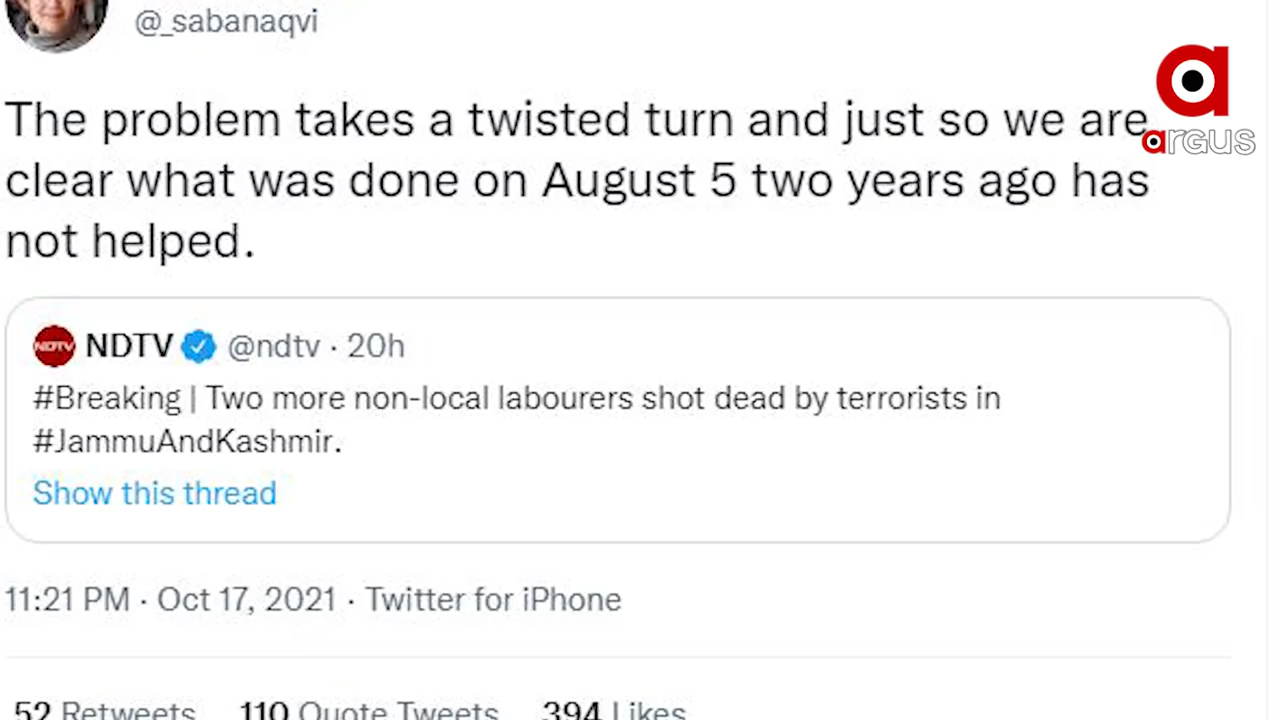 @_sabanaqvi
The problem takes a twisted turn and just so we are
clear what was done on August 5 two years ago has
not helped.
argus
NDTV @ndtv · 20h
#Breaking | Two more non-local labourers shot dead by terrorists in
#JammuAndKashmir.
Show this thread
11:21 PM · Oct 17, 2021 · Twitter for iPhone
52 Retweets 110 Quote Tweets 394 Likes